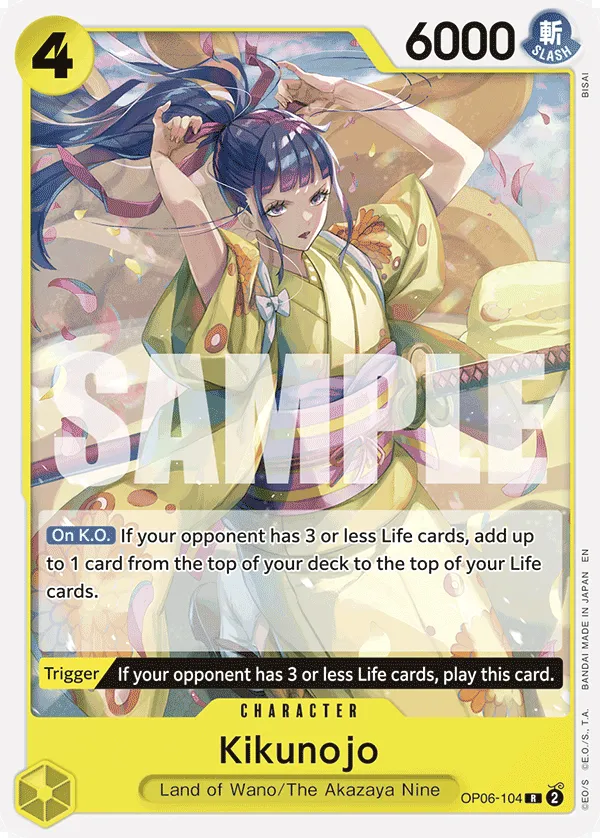 4
6000
斬
SLASH
BISAI
SAMPLE
On K.O. If your opponent has 3 or less Life cards, add up
to 1 card from the top of your deck to the top of your Life
cards.
Trigger If your opponent has 3 or less Life cards, play this card.
CHARACTER
Kikunojo
Land of Wano/The Akazaya Nine
OP06-104 R 2
©E.O/S ©E.O./S., T.A. BANDAI MADE IN JAPAN EN